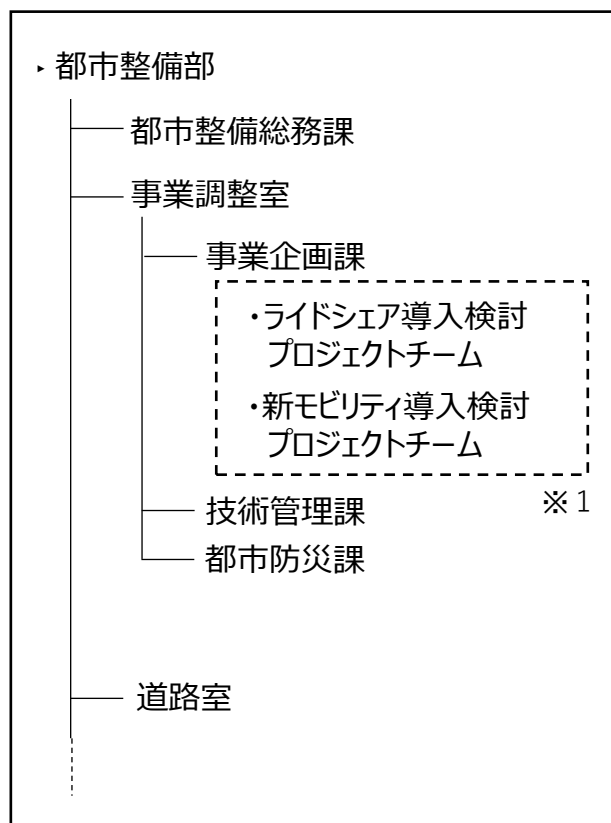 ▸ 都市整備部
都市整備総務課
事業調整室
事業企画課
・ライドシェア導入検討
プロジェクトチーム
・新モビリティ導入検討
プロジェクトチーム
※1
技術管理課
都市防災課
道路室